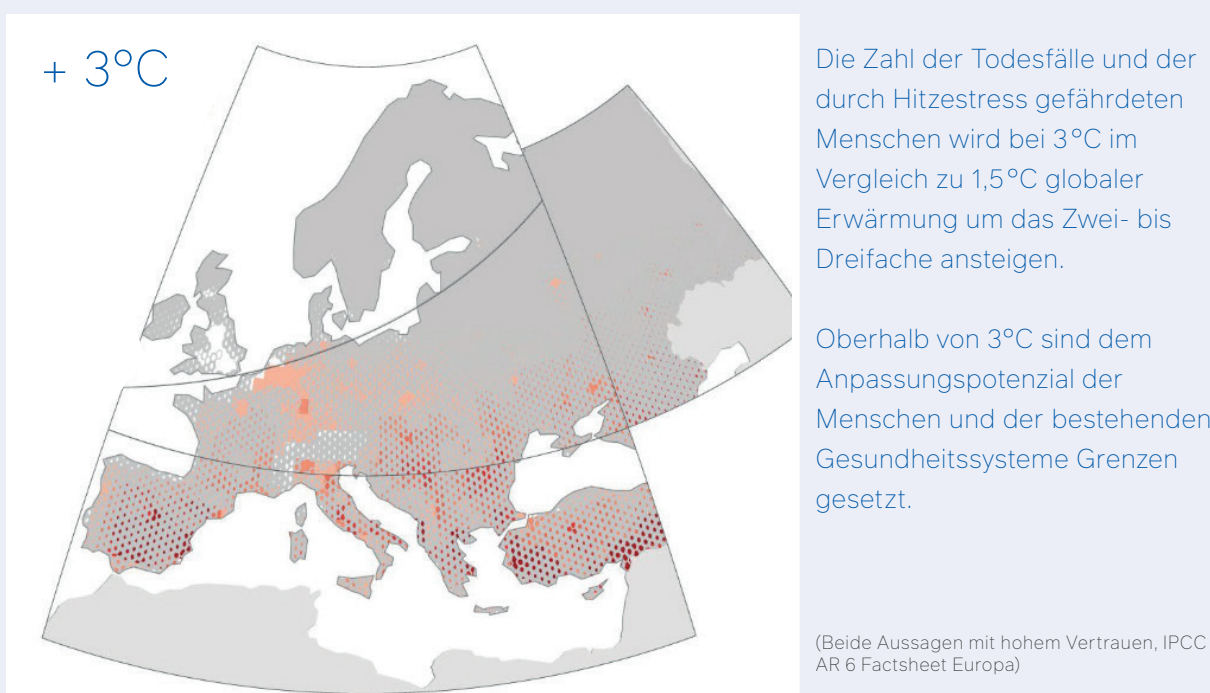 + 3°C
Die Zahl der Todesfälle und der
durch Hitzestress gefährdeten
Menschen wird bei 3°C im
Vergleich zu 1,5°C globaler
Erwärmung um das Zwei- bis
Dreifache ansteigen.
Oberhalb von 3°C sind dem
Anpassungspotenzial der
Menschen und der bestehenden
Gesundheitssysteme Grenzen
gesetzt.
(Beide Aussagen mit hohem Vertrauen, IPCC
AR 6 Factsheet Europa)